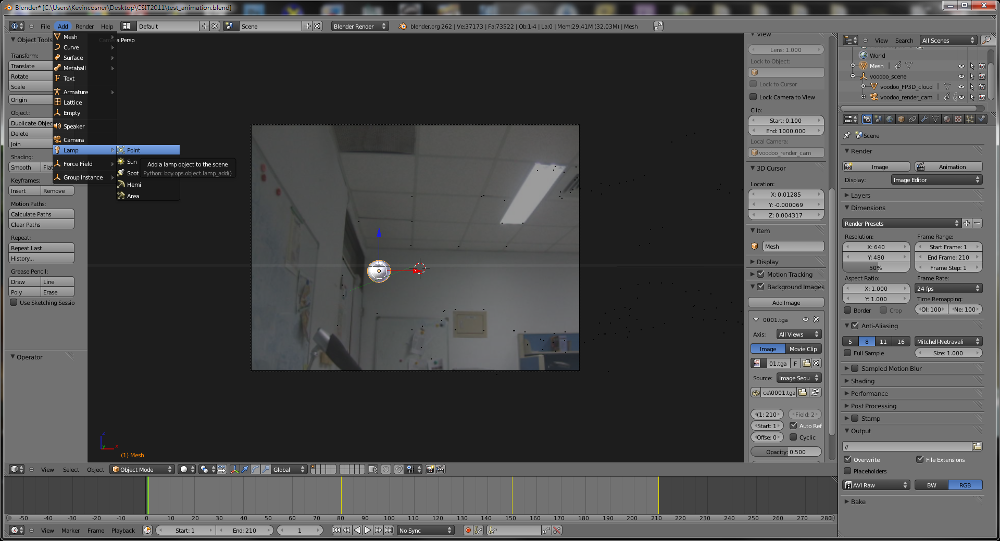 Blender* [C:\Users\Kevincosner\Desktop\CSIT2011\test_animation.blend]
File Add Render Help Default Scene Blender Render blender.org 262 | Ve:37173 | Fa:73522 | Ob:1-4 | La:0 | Mem:29.41M (32.03M) | Mesh
Object Tools
Transform:
Translate
Rotate
Scale
Origin
Object:
Duplicate Objec
Delete
Join
Shading:
Smooth Flat
Keyframes:
Insert Remove
Motion Paths:
Calculate Paths
Clear Paths
Repeat:
Repeat Last
History...
Grease Pencil:
Draw Line
Poly Erase
Use Sketching Sessio
Operator
Mesh
Curve
Surface
Metaball
Text
Armature
Lattice
Empty
Speaker
Camera
Lamp
Force Field
Group Instance
Point
Sun
Spot
Hemi
Area
Add a lamp object to the scene
Python: bpy.ops.object.lamp_add()
Persp
z
y x
(1) Mesh
View
Lens: 1.000
Lock to Object:
Lock to Cursor
Lock Camera to View
Clip:
Start: 0.100
End: 1000.000
Local Camera:
voodoo_render_cam
3D Cursor
Location:
X: 0.01285
Y: -0.000069
Z: 0.004317
Item
Mesh
Display
Motion Tracking
Background Images
Add Image
0001.tga
Axis: All Views
Image Movie Clip
01.tga F
Source: Image Sequ
ce\0001.tga
(1: 210 Field: 2
Start: 1 Auto Ref
Offse: 0 Cyclic
Opacity: 0.500
View Search All Scenes
World
Mesh
voodoo_scene
voodoo_FP3D_cloud
voodoo_render_cam
Scene
Render
Image Animation
Display: Image Editor
Layers
Dimensions
Render Presets
Resolution: Frame Range:
X: 640 Start Frame: 1
Y: 480 End Frame: 210
50% Frame Step: 1
Aspect Ratio: Frame Rate:
X: 1.000 24 fps
Y: 1.000 Time Remapping:
Border Crop Ol: 100 Ne: 100
Anti-Aliasing
5 8 11 16 Mitchell-Netravali
Full Sample Size: 1.000
Sampled Motion Blur
Shading
Performance
Post Processing
Stamp
Output
//
Overwrite File Extensions
Placeholders
AVI Raw BW RGB
Bake
View Select Object Object Mode Global
-50 -40 -30 -20 -10 0 10 20 30 40 50 60 70 80 90 100 110 120 130 140 150 160 170 180 190 200 210 220 230 240 250 260 270 280
View Marker Frame Playback Start: 1 End: 210 1 No Sync